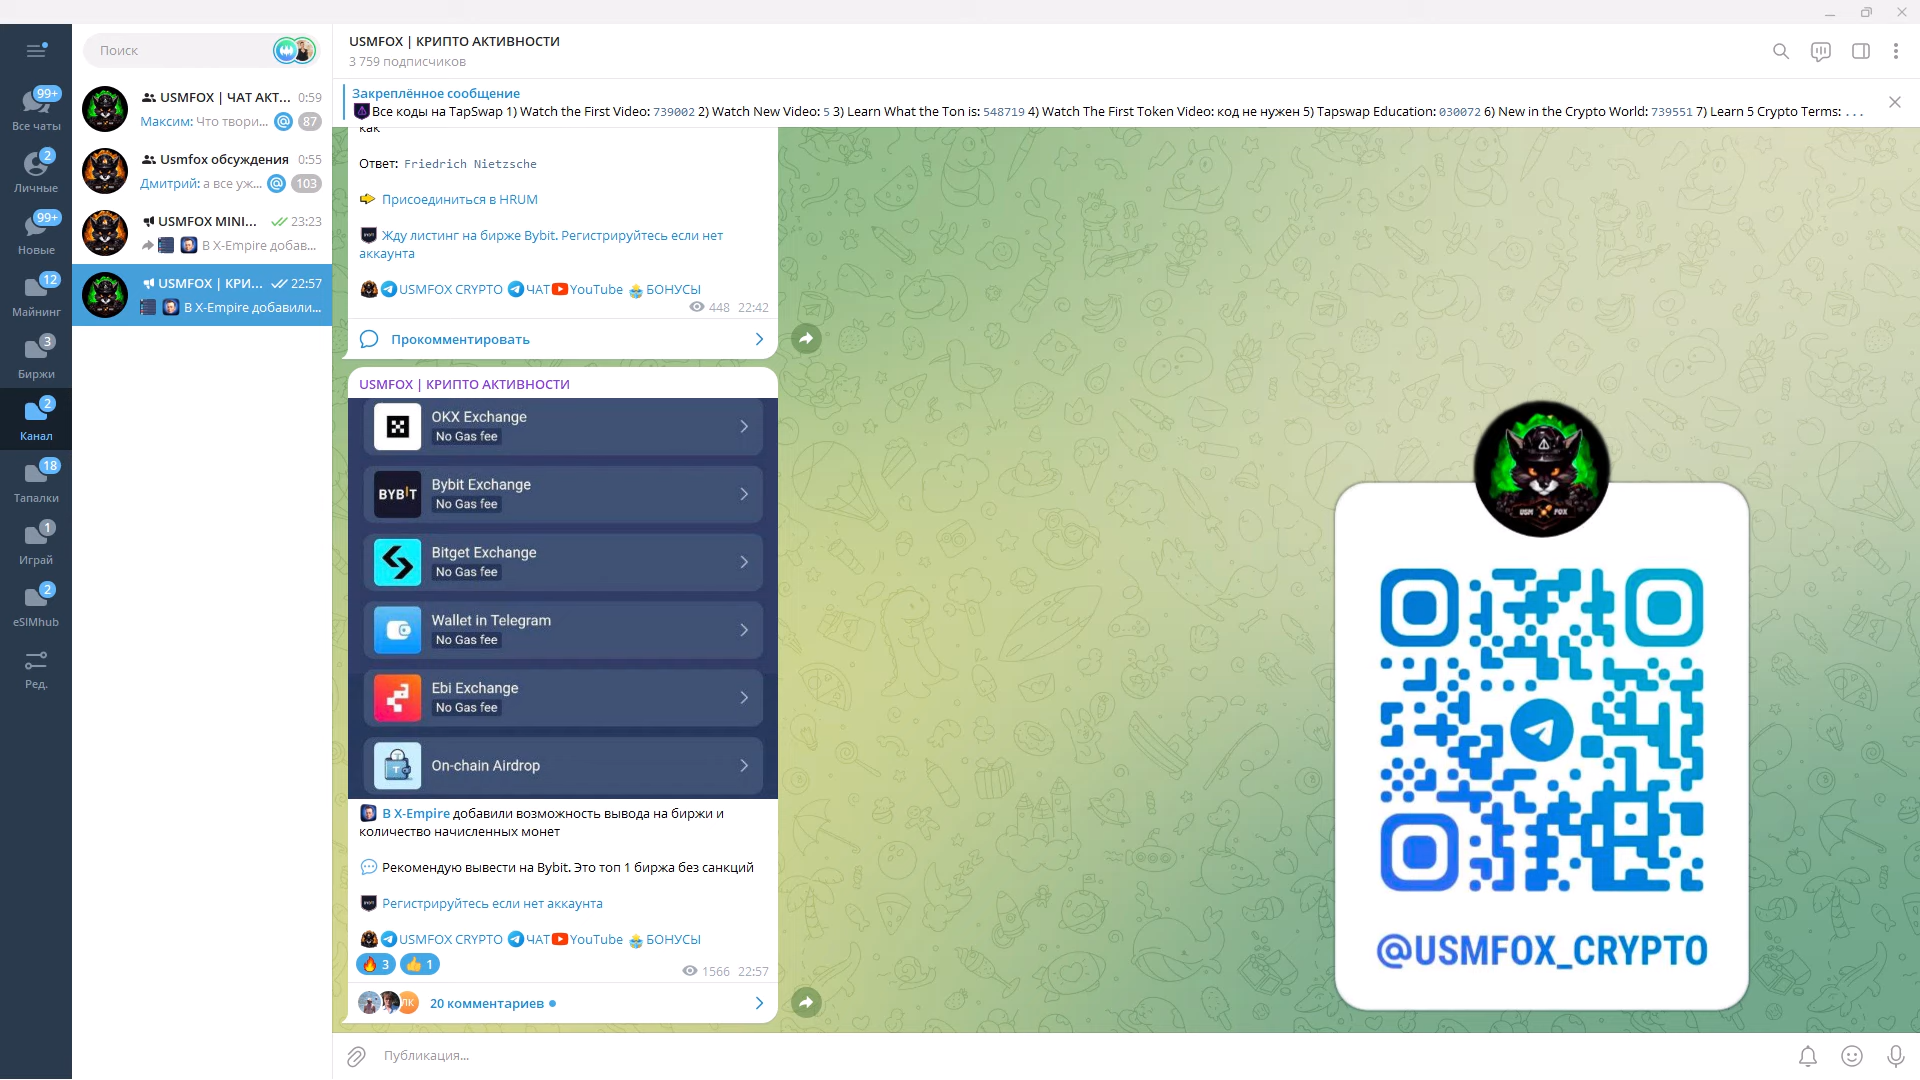 Поиск
99+
Все чаты
2
Личные
99+
Новые
12
Майнинг
3
Биржи
2
Канал
18
Тапалки
1
Играй
2
eSIMhub
Ред.
USMFOX | ЧАТ АКТ... 0:59
Максим: Что твори... @ 87
Usmfox обсуждения 0:55
Дмитрий: а все уж... @ 103
USMFOX MINI... 23:23
В X-Empire добав...
USMFOX | КРИ... 22:57
В X-Empire добавили...
USMFOX | КРИПТО АКТИВНОСТИ
3 759 подписчиков
Закреплённое сообщение
Все коды на TapSwap 1) Watch the First Video: 739002 2) Watch New Video: 5 3) Learn What the Ton is: 548719 4) Watch The First Token Video: код не нужен 5) Tapswap Education: 030072 6) New in the Crypto World: 739551 7) Learn 5 Crypto Terms: ...
как
Ответ: Friedrich Nietzsche
Присоединиться в HRUM
Жду листинг на бирже Bybit. Регистрируйтесь если нет
аккаунта
USMFOX CRYPTO ЧАТ YouTube БОНУСЫ
448 22:42
Прокомментировать
USMFOX | КРИПТО АКТИВНОСТИ
OKX Exchange
No Gas fee
BYBIT
Bybit Exchange
No Gas fee
Bitget Exchange
No Gas fee
Wallet in Telegram
No Gas fee
Ebi Exchange
No Gas fee
On-chain Airdrop
В X-Empire добавили возможность вывода на биржи и
количество начисленных монет
Рекомендую вывести на Bybit. Это топ 1 биржа без санкций
Регистрируйтесь если нет аккаунта
USMFOX CRYPTO ЧАТ YouTube БОНУСЫ
3 1
1566 22:57
ЛК
20 комментариев
Публикация...
USM FOX
@USMFOX_CRYPTO